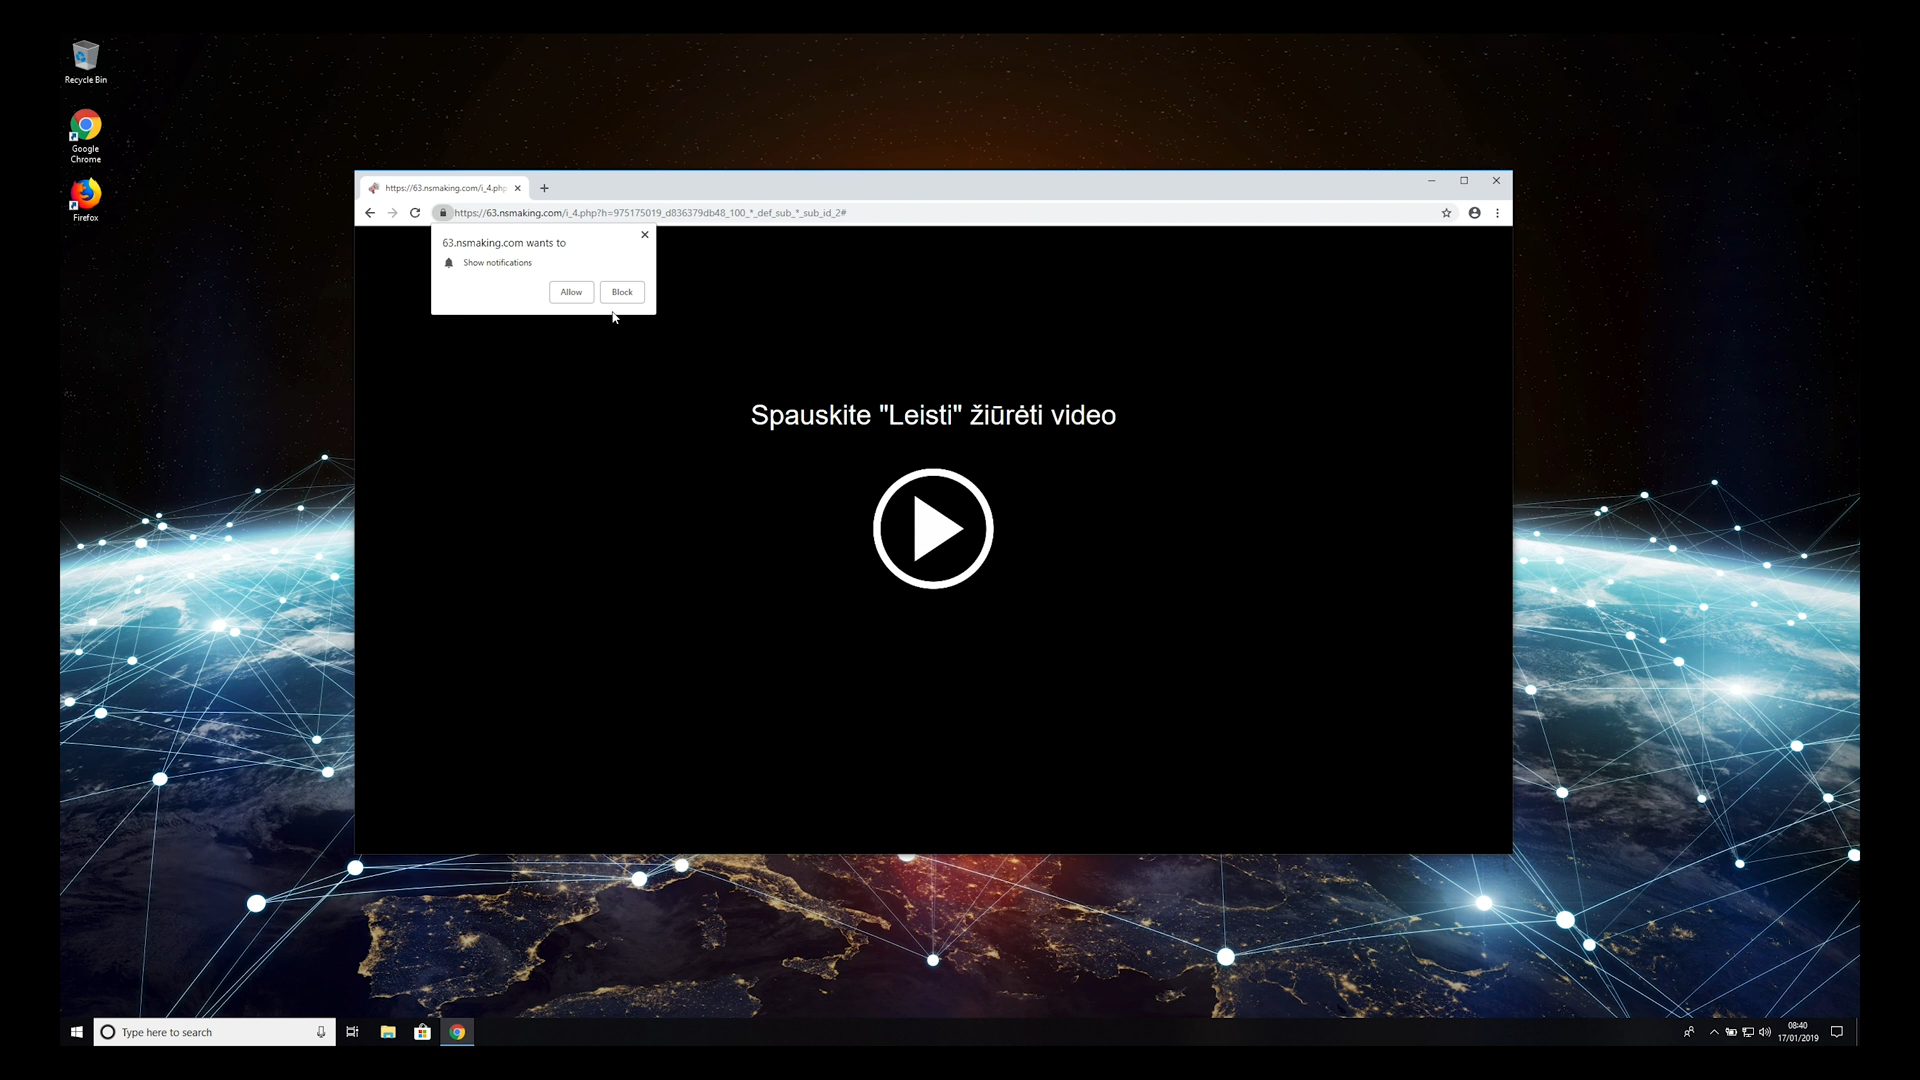 Recycle Bin
Google
Chrome
Firefox
https://63.nsmaking.com/i_4.php
https://63.nsmaking.com/i_4.php?h=975175019_d836379db48_100_*_def_sub_*_sub_id_2#
63.nsmaking.com wants to
Show notifications
Allow
Block
Spauskite "Leisti" žiūrėti video
Type here to search
08:40
17/01/2019